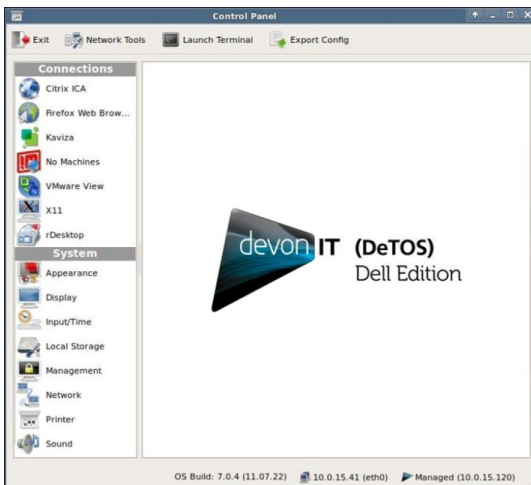 Control Panel
Exit Network Tools Launch Terminal Export Config
Connections
Citrix ICA
Firefox Web Brow...
Kaviza
No Machines
VMware View
X11
rDesktop
System
Appearance
Display
Input/Time
Local Storage
Management
Network
Printer
Sound
devon IT (DeTOS)
Dell Edition
OS Build: 7.0.4 (11.07.22) 10.0.15.41 (eth0) Managed (10.0.15.120)